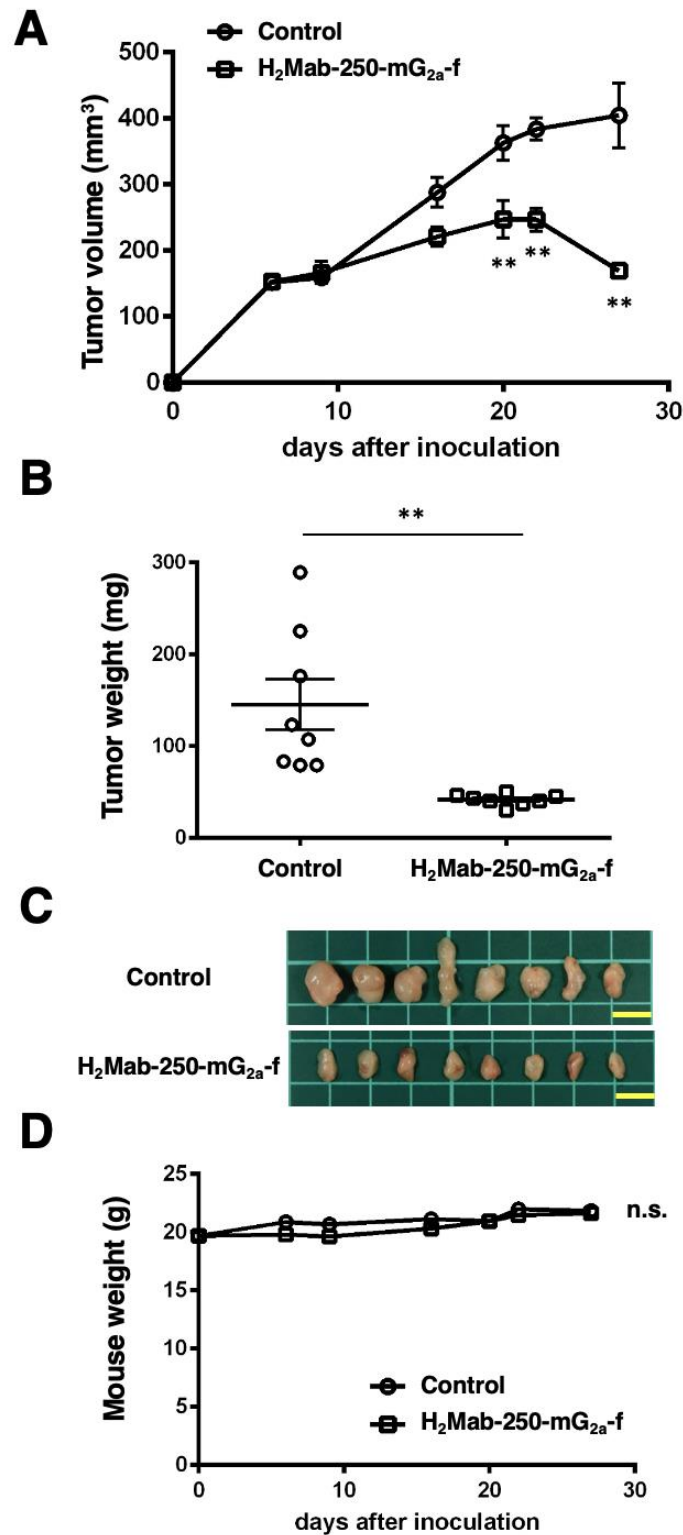 A
Control
H₂Mab-250-mG₂ₐ-f
500
400
300
200
100
0
Tumor volume (mm³)
**
**
**
0 10 20 30
days after inoculation
B
**
300
200
100
0
Tumor weight (mg)
Control H₂Mab-250-mG₂ₐ-f
C
Control
H₂Mab-250-mG₂ₐ-f
D
25
20
15
10
5
0
Mouse weight (g)
n.s.
Control
H₂Mab-250-mG₂ₐ-f
0 10 20 30
days after inoculation